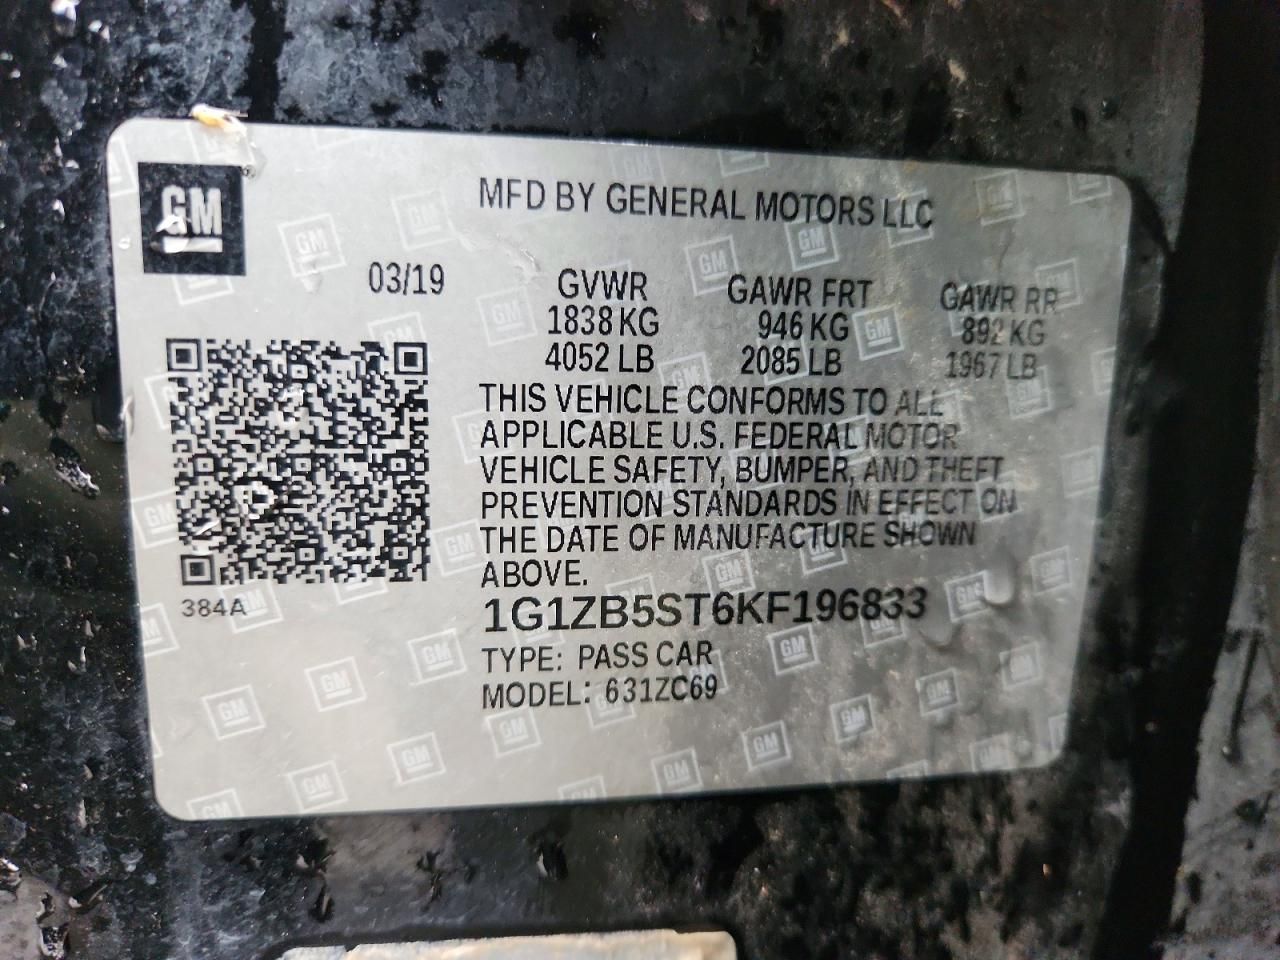 GM
MFD BY GENERAL MOTORS LLC
03/19
GVWR GAWR FRT GAWR RR
1838 KG 946 KG 892 KG
4052 LB 2085 LB 1967 LB
THIS VEHICLE CONFORMS TO ALL
APPLICABLE U.S. FEDERAL MOTOR
VEHICLE SAFETY, BUMPER, AND THEFT
PREVENTION STANDARDS IN EFFECT ON
THE DATE OF MANUFACTURE SHOWN
ABOVE.
384A
1G1ZB5ST6KF196833
TYPE: PASS CAR
MODEL: 631ZC69